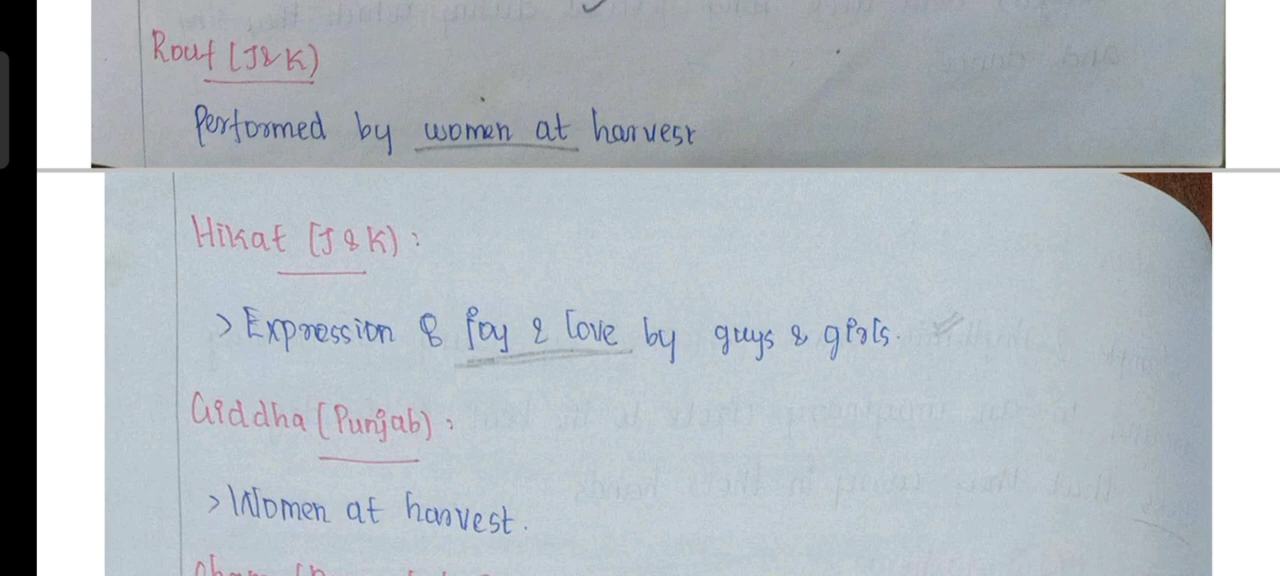 Rouf [J&K)
Performed by women at harvest
Hikat [J & K) :
> Expression of joy & love by guys & girls.
Giddha [Punjab) :
> Women at harvest.